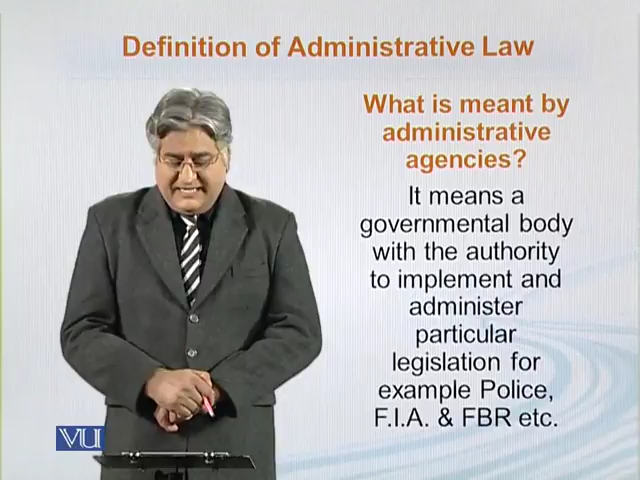 Definition of Administrative Law
What is meant by
administrative
agencies?
It means a
governmental body
with the authority
to implement and
administer
particular
legislation for
example Police,
F.I.A. & FBR etc.
VU